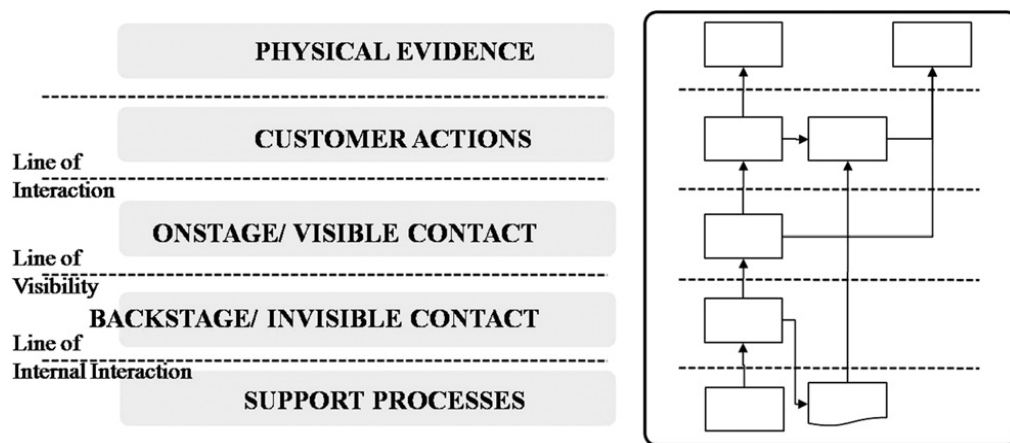 PHYSICAL EVIDENCE
CUSTOMER ACTIONS
Line of
Interaction
ONSTAGE/ VISIBLE CONTACT
Line of
Visibility
BACKSTAGE/ INVISIBLE CONTACT
Line of
Internal Interaction
SUPPORT PROCESSES